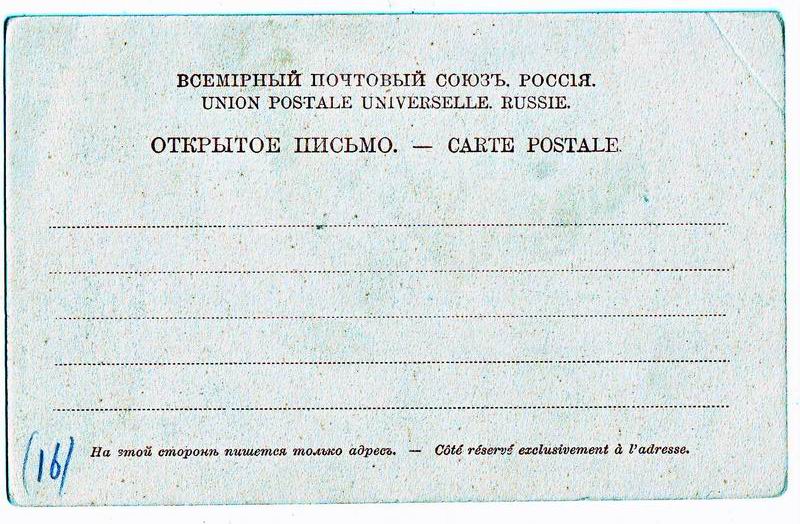 ВСЕМІРНЫЙ ПОЧТОВЫЙ СОЮЗЪ. РОССІЯ.
UNION POSTALE UNIVERSELLE. RUSSIE.
ОТКРЫТОЕ ПИСЬМО. — CARTE POSTALE.
На этой сторонѣ пишется только адресъ. — Côté réservé exclusivement à l'adresse.
(16)